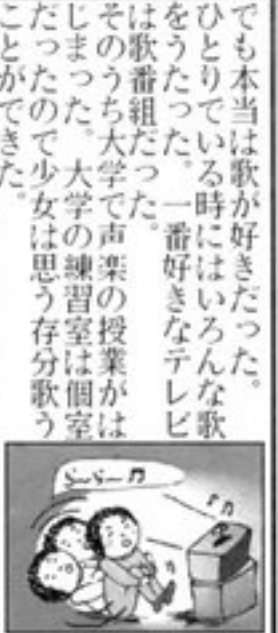 でも本当は歌が好きだった。
ひとりでいる時にはいろんな歌
をうたった。一番好きなテレビ
は歌番組だった。
そのうち大学で声楽の授業がは
じまった。大学の練習室は個室
だったので少女は思う存分歌う
ことができた。
らーらー♫